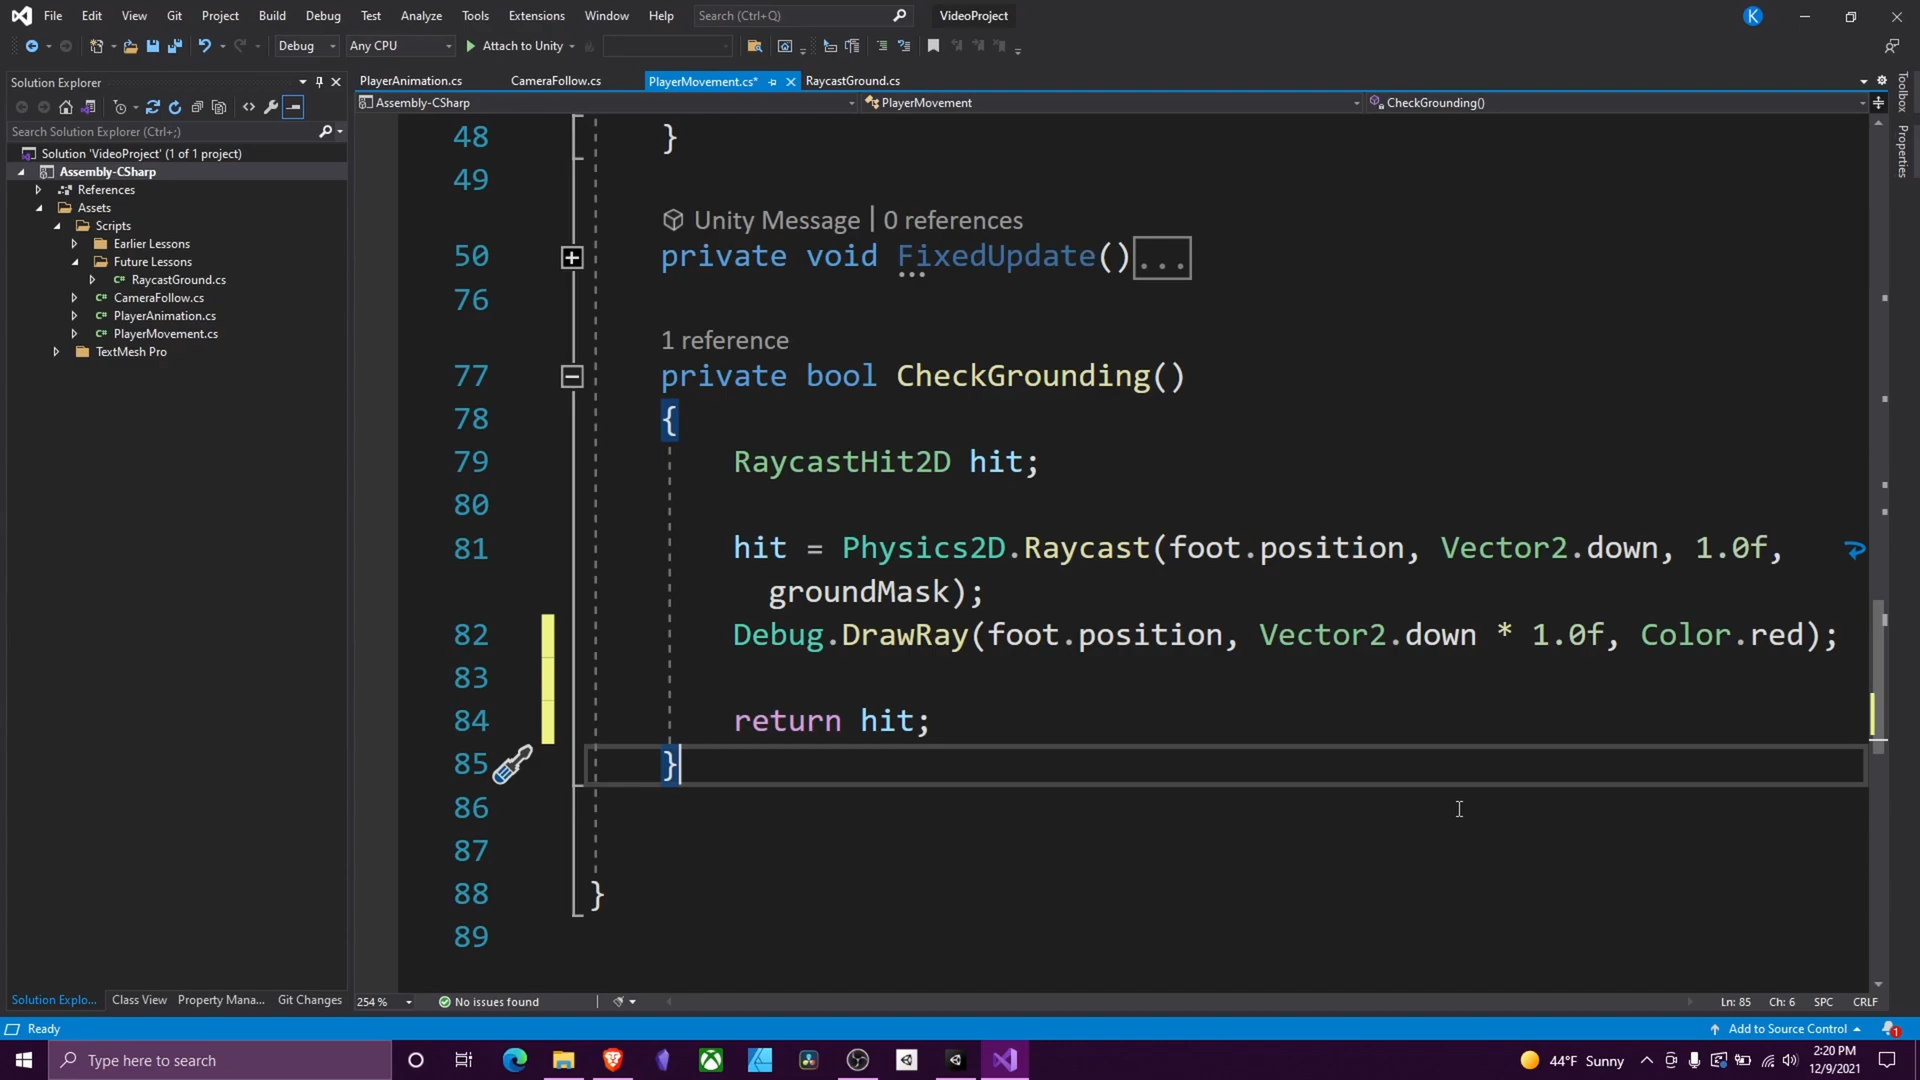 File Edit View Git Project Build Debug Test Analyze Tools Extensions Window Help Search (Ctrl+Q) VideoProject K
Debug Any CPU Attach to Unity
Solution Explorer
Search Solution Explorer (Ctrl+;)
Solution 'VideoProject' (1 of 1 project)
Assembly-CSharp
References
Assets
Scripts
Earlier Lessons
Future Lessons
C# RaycastGround.cs
C# CameraFollow.cs
C# PlayerAnimation.cs
C# PlayerMovement.cs
TextMesh Pro
Solution Explo... Class View Property Mana... Git Changes
PlayerAnimation.cs CameraFollow.cs PlayerMovement.cs* RaycastGround.cs
Assembly-CSharp PlayerMovement CheckGrounding()
48 }
49
Unity Message | 0 references
50 private void FixedUpdate()...
76
1 reference
77 private bool CheckGrounding()
78 {
79 RaycastHit2D hit;
80
81 hit = Physics2D.Raycast(foot.position, Vector2.down, 1.0f,
groundMask);
82 Debug.DrawRay(foot.position, Vector2.down * 1.0f, Color.red);
83
84 return hit;
85 }
86
87
88 }
89
254 % No issues found Ln: 85 Ch: 6 SPC CRLF
Toolbox
Properties
Ready Add to Source Control 1
Type here to search 44°F Sunny 2:20 PM
12/9/2021